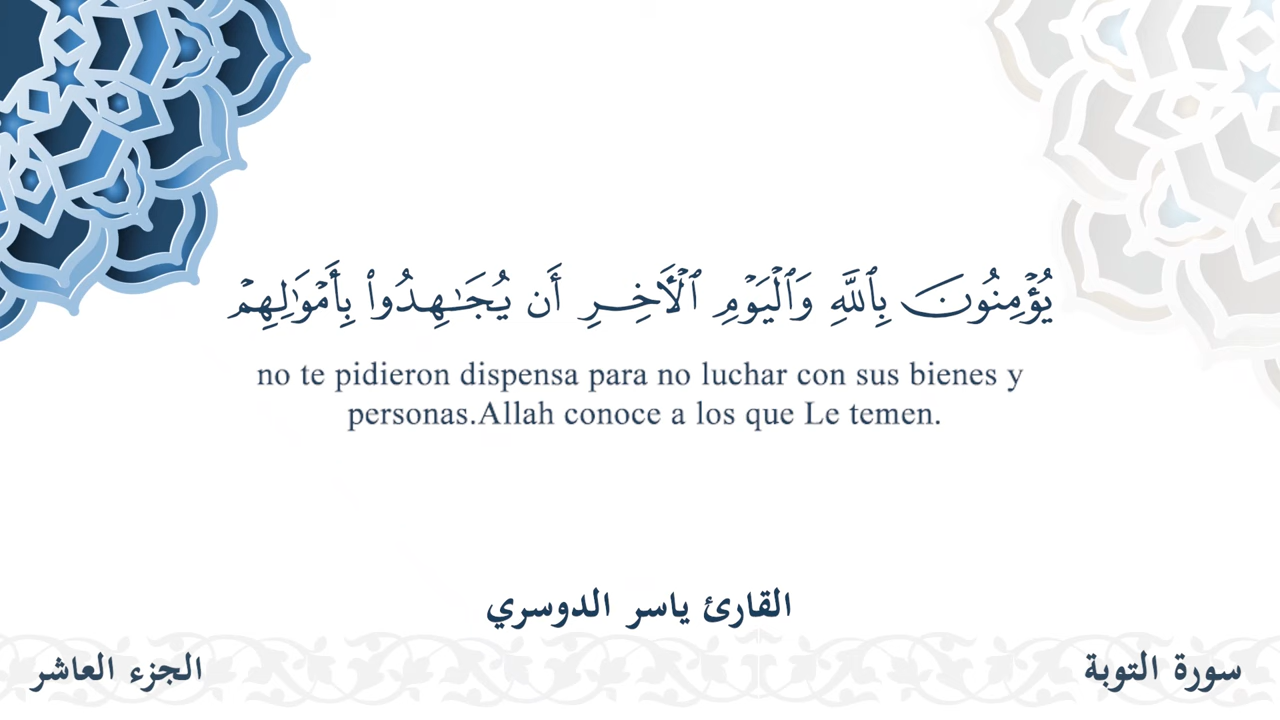 يُؤۡمِنُونَ بِٱللَّهِ وَٱلۡيَوۡمِ ٱلۡأٓخِرِ أَن يُجَٰهِدُواْ بِأَمۡوَٰلِهِمۡ
no te pidieron dispensa para no luchar con sus bienes y
personas.Allah conoce a los que Le temen.
القارئ ياسر الدوسري
سورة التوبة
الجزء العاشر